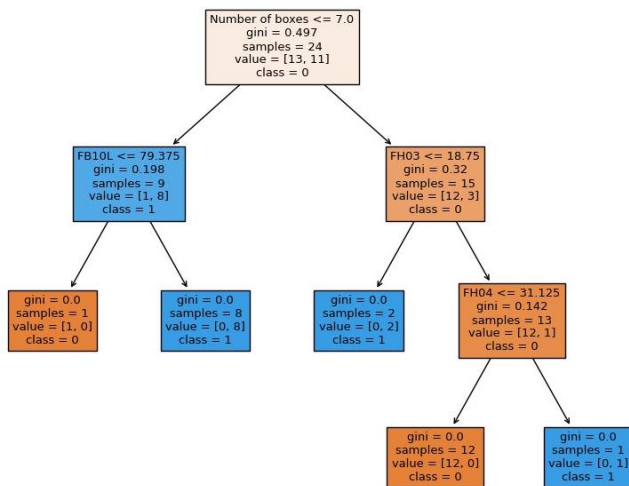 Number of boxes <= 7.0
gini = 0.497
samples = 24
value = [13, 11]
class = 0
FB10L <= 79.375
gini = 0.198
samples = 9
value = [1, 8]
class = 1
FH03 <= 18.75
gini = 0.32
samples = 15
value = [12, 3]
class = 0
gini = 0.0
samples = 1
value = [1, 0]
class = 0
gini = 0.0
samples = 8
value = [0, 8]
class = 1
gini = 0.0
samples = 2
value = [0, 2]
class = 1
FH04 <= 31.125
gini = 0.142
samples = 13
value = [12, 1]
class = 0
gini = 0.0
samples = 12
value = [12, 0]
class = 0
gini = 0.0
samples = 1
value = [0, 1]
class = 1